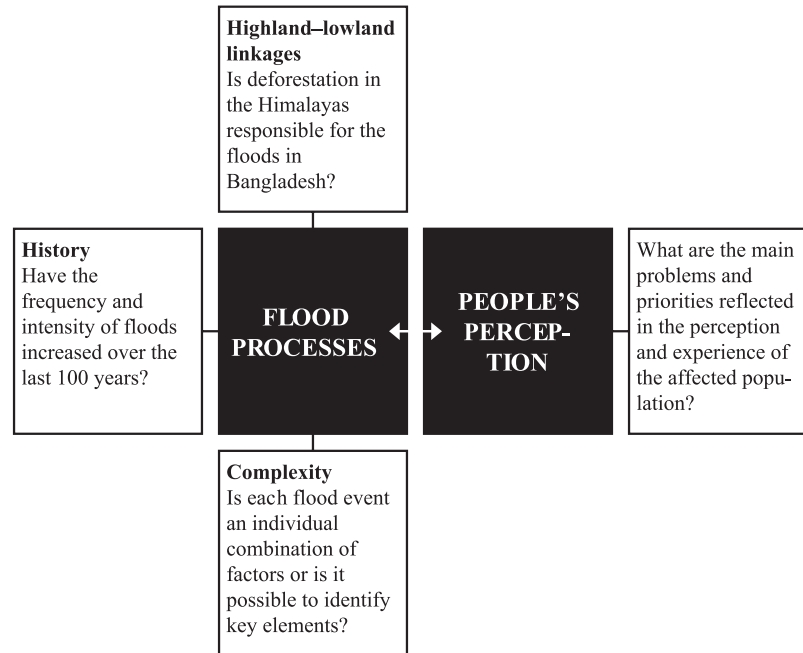 Highland–lowland
linkages
Is deforestation in
the Himalayas
responsible for the
floods in
Bangladesh?
History
Have the
frequency and
intensity of floods
increased over the
last 100 years?
FLOOD
PROCESSES
PEOPLE'S
PERCEP-
TION
What are the main
problems and
priorities reflected
in the perception
and experience of
the affected popu-
lation?
Complexity
Is each flood event
an individual
combination of
factors or is it
possible to identify
key elements?